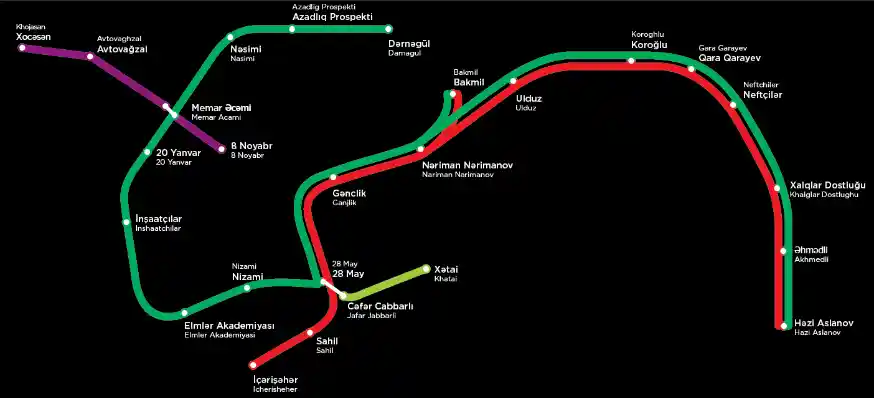 Khojasan
Xocəsən
Avtovaghzal
Avtovağzal
Azadlig Prospekti
Azadlıq Prospekti
Nəsimi
Nasimi
Dərnəgül
Darnagul
Memar Əcəmi
Memar Acami
8 Noyabr
8 Noyabr
20 Yanvar
20 Yanvar
İnşaatçılar
Inshaatchilar
Nizami
Nizami
Elmlər Akademiyası
Elmler Akademiyasi
28 May
28 May
Xətai
Khatai
Cəfər Cabbarlı
Jafar Jabbarli
Sahil
Sahil
İçərişəhər
Icherisheher
Gənclik
Ganjlik
Bakmil
Bakmil
Nəriman Nərimanov
Nariman Narimanov
Ulduz
Ulduz
Koroghlu
Koroğlu
Gara Garayev
Qara Qarayev
Neftchiler
Neftçilər
Xalqlar Dostluğu
Khalglar Dostlughu
Əhmədli
Akhmedli
Həzi Aslanov
Hazi Aslanov